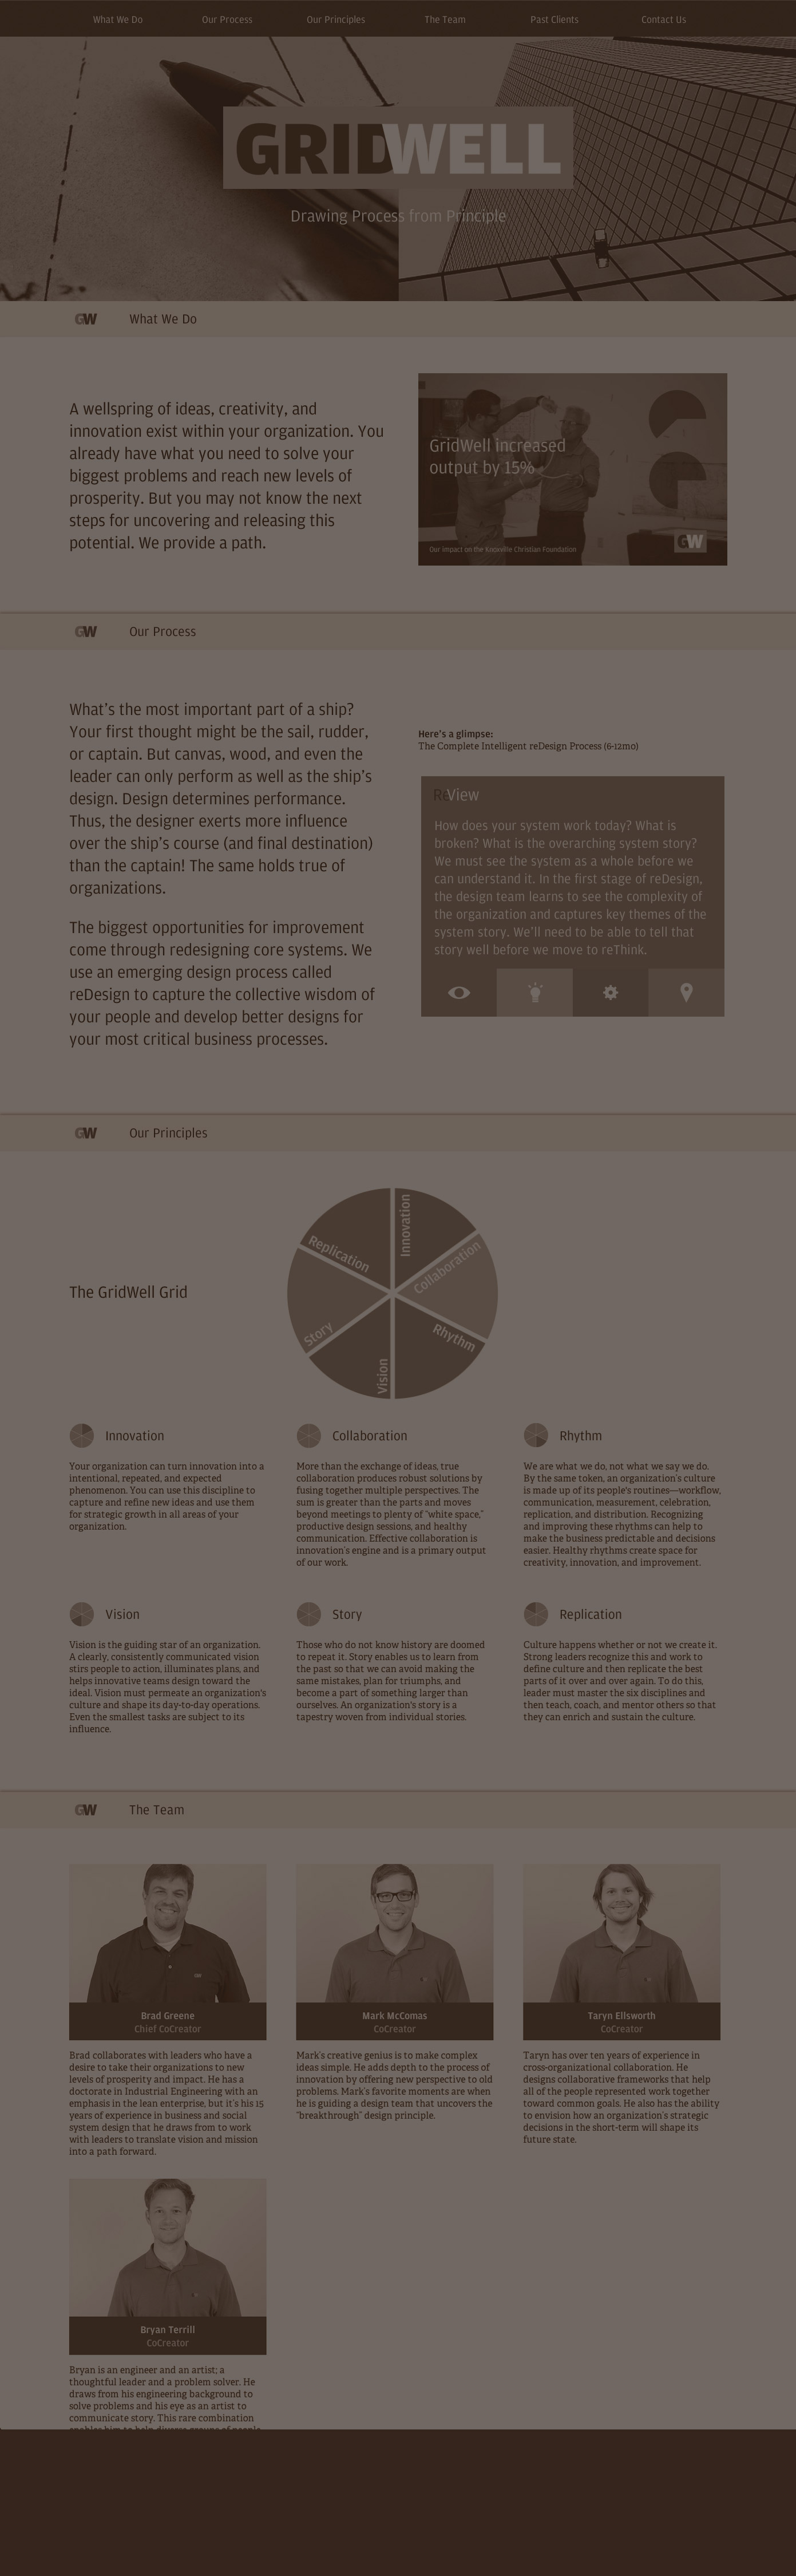 What We Do
Our Process
Our Principles
The Team
Past Clients
Contact Us
GRIDWELL
Drawing Process from Principle
GW
What We Do
A wellspring of ideas, creativity, and
innovation exist within your organization. You
already have what you need to solve your
biggest problems and reach new levels of
prosperity. But you may not know the next
steps for uncovering and releasing this
potential. We provide a path.
GridWell increased
output by 15%
Our Impact on the Knoxville Christian Foundation
GW
GW
Our Process
What's the most important part of a ship?
Your first thought might be the sail, rudder,
or captain. But canvas, wood, and even the
leader can only perform as well as the ship's
design. Design determines performance.
Thus, the designer exerts more influence
over the ship's course (and final destination)
than the captain! The same holds true of
organizations.
The biggest opportunities for improvement
come through redesigning core systems. We
use an emerging design process called
reDesign to capture the collective wisdom of
your people and develop better designs for
your most critical business processes.
Here's a glimpse:
The Complete Intelligent reDesign Process (6-12mo)
ReView
How does your system work today? What is
broken? What is the overarching system story?
We must see the system as a whole before we
can understand it. In the first stage of reDesign,
the design team learns to see the complexity of
the organization and captures key themes of the
system story. We'll need to be able to tell that
story well before we move to reThink.
GW
Our Principles
The GridWell Grid
Innovation
Collaboration
Rhythm
Vision
Story
Replication
Innovation
Your organization can turn innovation into a
intentional, repeated, and expected
phenomenon. You can use this discipline to
capture and refine new ideas and use them
for strategic growth in all areas of your
organization.
Collaboration
More than the exchange of ideas, true
collaboration produces robust solutions by
fusing together multiple perspectives. The
sum is greater than the parts and moves
beyond meetings to plenty of "white space,"
productive design sessions, and healthy
communication. Effective collaboration is
innovation's engine and is a primary output
of our work.
Rhythm
We are what we do, not what we say we do.
By the same token, an organization's culture
is made up of its people's routines—workflow,
communication, measurement, celebration,
replication, and distribution. Recognizing
and improving these rhythms can help to
make the business predictable and decisions
easier. Healthy rhythms create space for
creativity, innovation, and improvement.
Vision
Vision is the guiding star of an organization.
A clearly, consistently communicated vision
stirs people to action, illuminates plans, and
helps innovative teams design toward the
ideal. Vision must permeate an organization's
culture and shape its day-to-day operations.
Even the smallest tasks are subject to its
influence.
Story
Those who do not know history are doomed
to repeat it. Story enables us to learn from
the past so that we can avoid making the
same mistakes, plan for triumphs, and
become a part of something larger than
ourselves. An organization's story is a
tapestry woven from individual stories.
Replication
Culture happens whether or not we create it.
Strong leaders recognize this and work to
define culture and then replicate the best
parts of it over and over again. To do this,
leader must master the six disciplines and
then teach, coach, and mentor others so that
they can enrich and sustain the culture.
GW
The Team
Brad Greene
Chief CoCreator
Brad collaborates with leaders who have a
desire to take their organizations to new
levels of prosperity and impact. He has a
doctorate in Industrial Engineering with an
emphasis in the lean enterprise, but it's his 15
years of experience in business and social
system design that he draws from to work
with leaders to translate vision and mission
into a path forward.
Mark McComas
CoCreator
Mark's creative genius is to make complex
ideas simple. He adds depth to the process of
innovation by offering new perspective to old
problems. Mark's favorite moments are when
he is guiding a design team that uncovers the
"breakthrough" design principle.
Taryn Ellsworth
CoCreator
Taryn has over ten years of experience in
cross-organizational collaboration. He
designs collaborative frameworks that help
all of the people represented work together
toward common goals. He also has the ability
to envision how an organization's strategic
decisions in the short-term will shape its
future state.
Bryan Terrill
CoCreator
Bryan is an engineer and an artist; a
thoughtful leader and a problem solver. He
draws from his engineering background to
solve problems and his eye as an artist to
communicate story. This rare combination